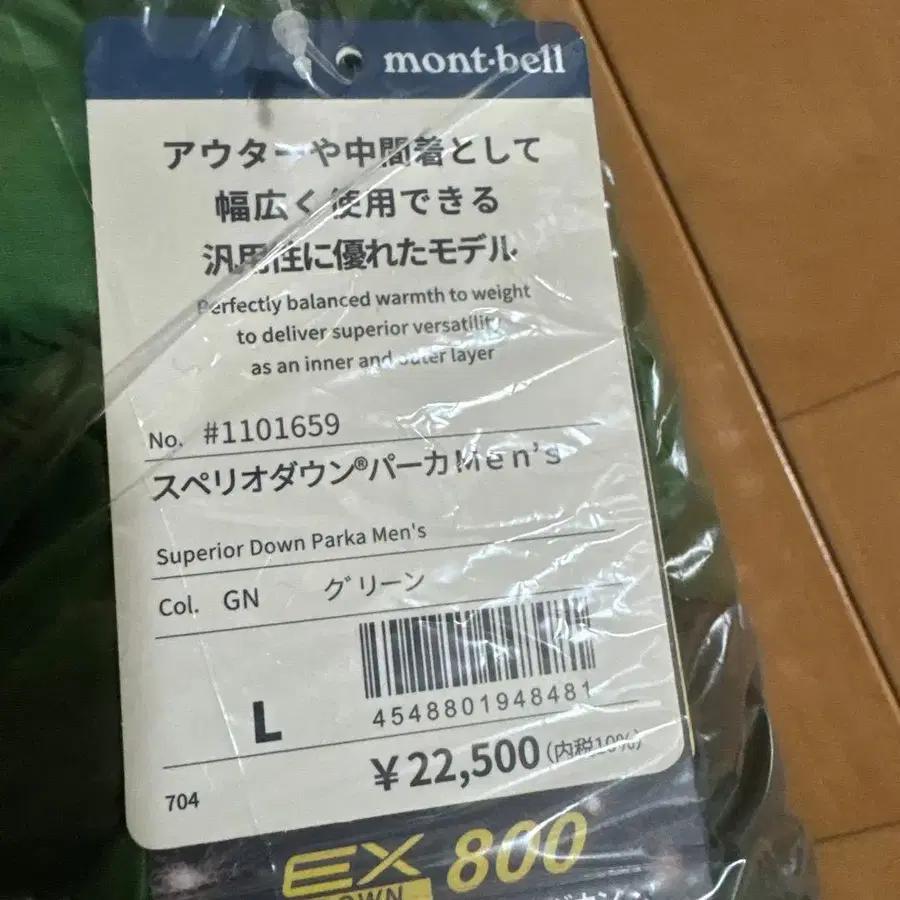 mont·bell
アウターや中間着として
幅広く使用できる
汎用性に優れたモデル
Perfectly balanced warmth to weight
to deliver superior versatility
as an inner and outer layer
No. #1101659
スペリオダウン®パーカMen's
Superior Down Parka Men's
Col. GN グリーン
4548801948481
L
¥22,500(内税10%)
704
EX 800
DOWN